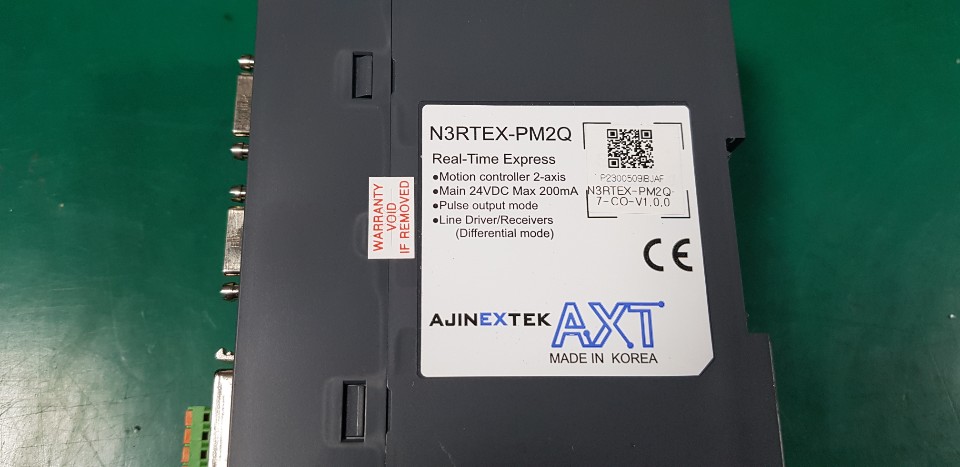 N3RTEX-PM2Q
Real-Time Express
●Motion controller 2-axis
●Main 24VDC Max 200mA
●Pulse output mode
●Line Driver/Receivers
(Differential mode)
P2300509IBJAF
N3RTEX-PM2Q-
7-CO-V1.0.0
WARRANTY
VOID
IF REMOVED
CE
AJINEXTEK AXT
MADE IN KOREA